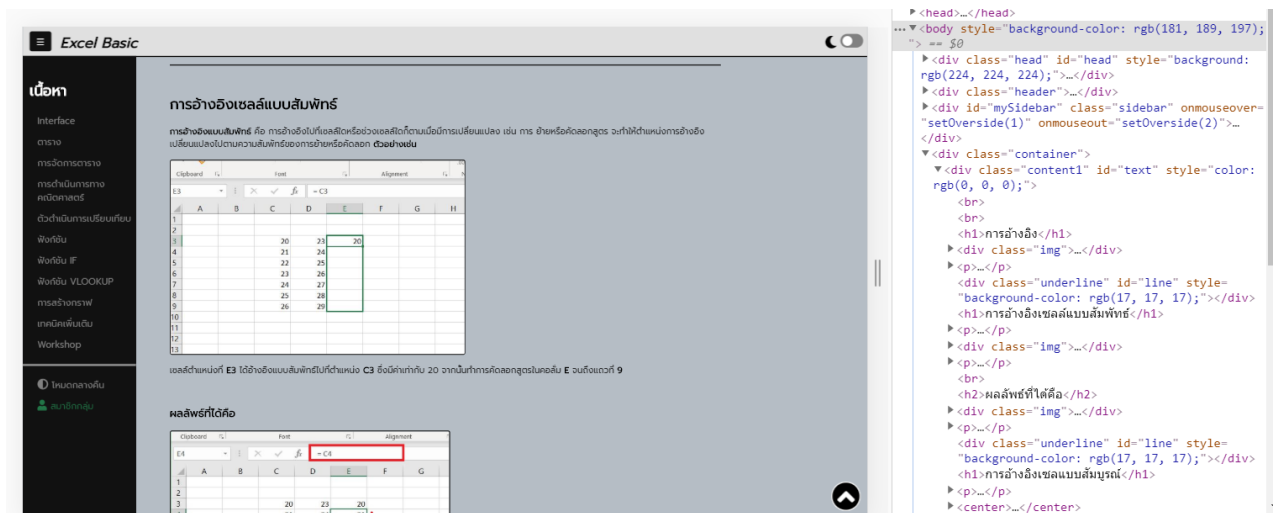 Excel Basic
เนื้อหา
Interface
ตาราง
การจัดการตาราง
การดำเนินการทาง
คณิตศาสตร์
ตัวดำเนินการเปรียบเทียบ
ฟังก์ชัน
ฟังก์ชัน IF
ฟังก์ชัน VLOOKUP
การสร้างกราฟ
เทคนิคเพิ่มเติม
Workshop
โหมดกลางคืน
สมาชิกกลุ่ม
การอ้างอิงเซลล์แบบสัมพัทธ์
การอ้างอิงแบบสัมพัทธ์ คือ การอ้างอิงไปที่เซลล์ใดหรือช่วงเซลล์ใดก็ตามเมื่อมีการเปลี่ยนแปลง เช่น การ ย้ายหรือคัดลอกสูตร จะทำให้ตำแหน่งการอ้างอิง
เปลี่ยนแปลงไปตามความสัมพัทธ์ของการย้ายหรือคัดลอก ตัวอย่างเช่น
Clipboard Font Alignment
E3 fx =C3
A B C D E F G H
1
2
3 20 23 20
4 21 24
5 22 25
6 23 26
7 24 27
8 25 28
9 26 29
10
11
12
13
เซลล์ตำแหน่งที่ E3 ได้อ้างอิงแบบสัมพัทธ์ไปที่ตำแหน่ง C3 ซึ่งมีค่าเท่ากับ 20 จากนั้นทำการคัดลอกสูตรในคอลัม E จนถึงแถวที่ 9
ผลลัพธ์ที่ได้คือ
Clipboard Font Alignment
E4 fx =C4
A B C D E F G
1
2
3 20 23 20
<head>…</head>
<body style="background-color: rgb(181, 189, 197);
"> == $0
<div class="head" id="head" style="background:
rgb(224, 224, 224);">…</div>
<div class="header">…</div>
<div id="mySidebar" class="sidebar" onmouseover=
"setOverside(1)" onmouseout="setOverside(2)">…
</div>
<div class="container">
<div class="content1" id="text" style="color:
rgb(0, 0, 0);">
<br>
<br>
<h1>การอ้างอิง</h1>
<div class="img">…</div>
<p>…</p>
<div class="underline" id="line" style=
"background-color: rgb(17, 17, 17);"></div>
<h1>การอ้างอิงเซลล์แบบสัมพัทธ์</h1>
<p>…</p>
<div class="img">…</div>
<p>…</p>
<br>
<h2>ผลลัพธ์ที่ได้คือ</h2>
<div class="img">…</div>
<p>…</p>
<div class="underline" id="line" style=
"background-color: rgb(17, 17, 17);"></div>
<h1>การอ้างอิงเซลแบบสมบูรณ์</h1>
<p>…</p>
<center>…</center>